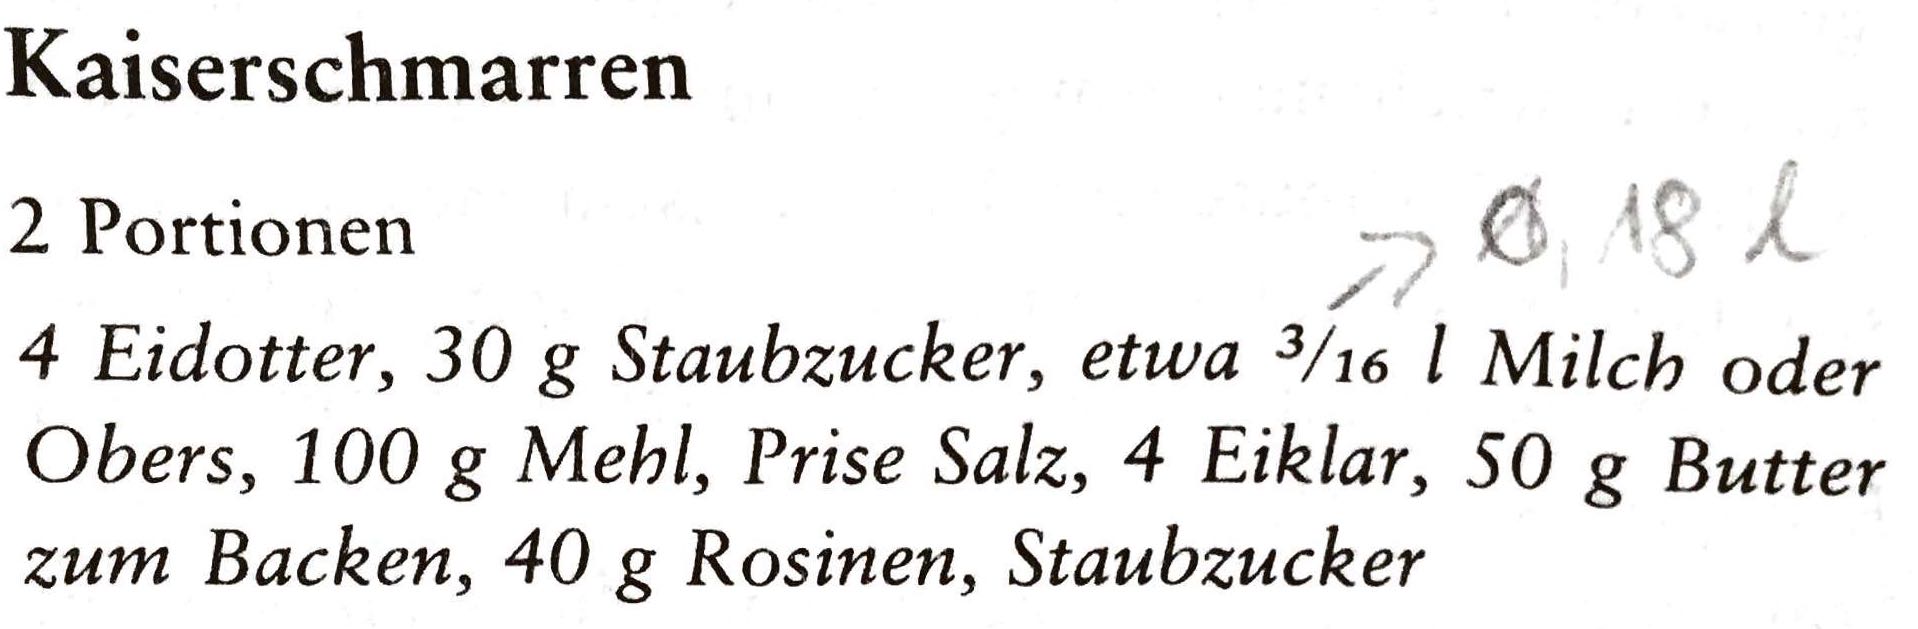 Kaiserschmarren
2 Portionen
→ 0,18 l
4 Eidotter, 30 g Staubzucker, etwa 3/16 l Milch oder
Obers, 100 g Mehl, Prise Salz, 4 Eiklar, 50 g Butter
zum Backen, 40 g Rosinen, Staubzucker